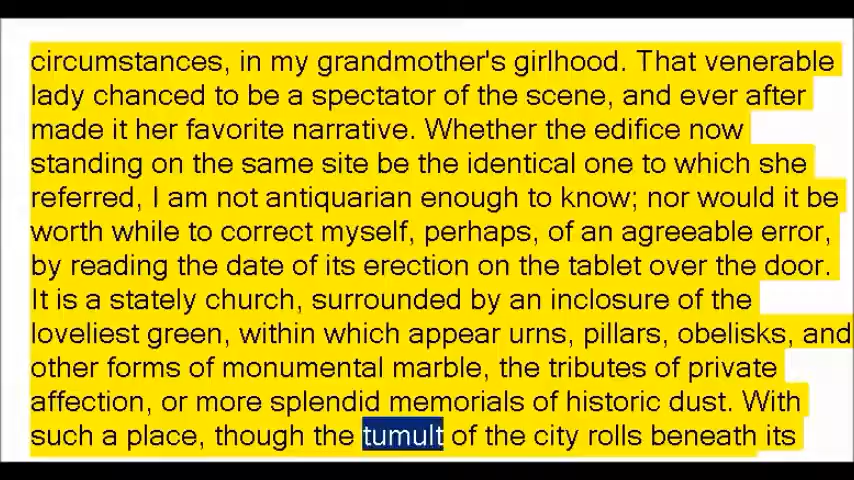 circumstances, in my grandmother's girlhood. That venerable
lady chanced to be a spectator of the scene, and ever after
made it her favorite narrative. Whether the edifice now
standing on the same site be the identical one to which she
referred, I am not antiquarian enough to know; nor would it be
worth while to correct myself, perhaps, of an agreeable error,
by reading the date of its erection on the tablet over the door.
It is a stately church, surrounded by an inclosure of the
loveliest green, within which appear urns, pillars, obelisks, and
other forms of monumental marble, the tributes of private
affection, or more splendid memorials of historic dust. With
such a place, though the tumult of the city rolls beneath its